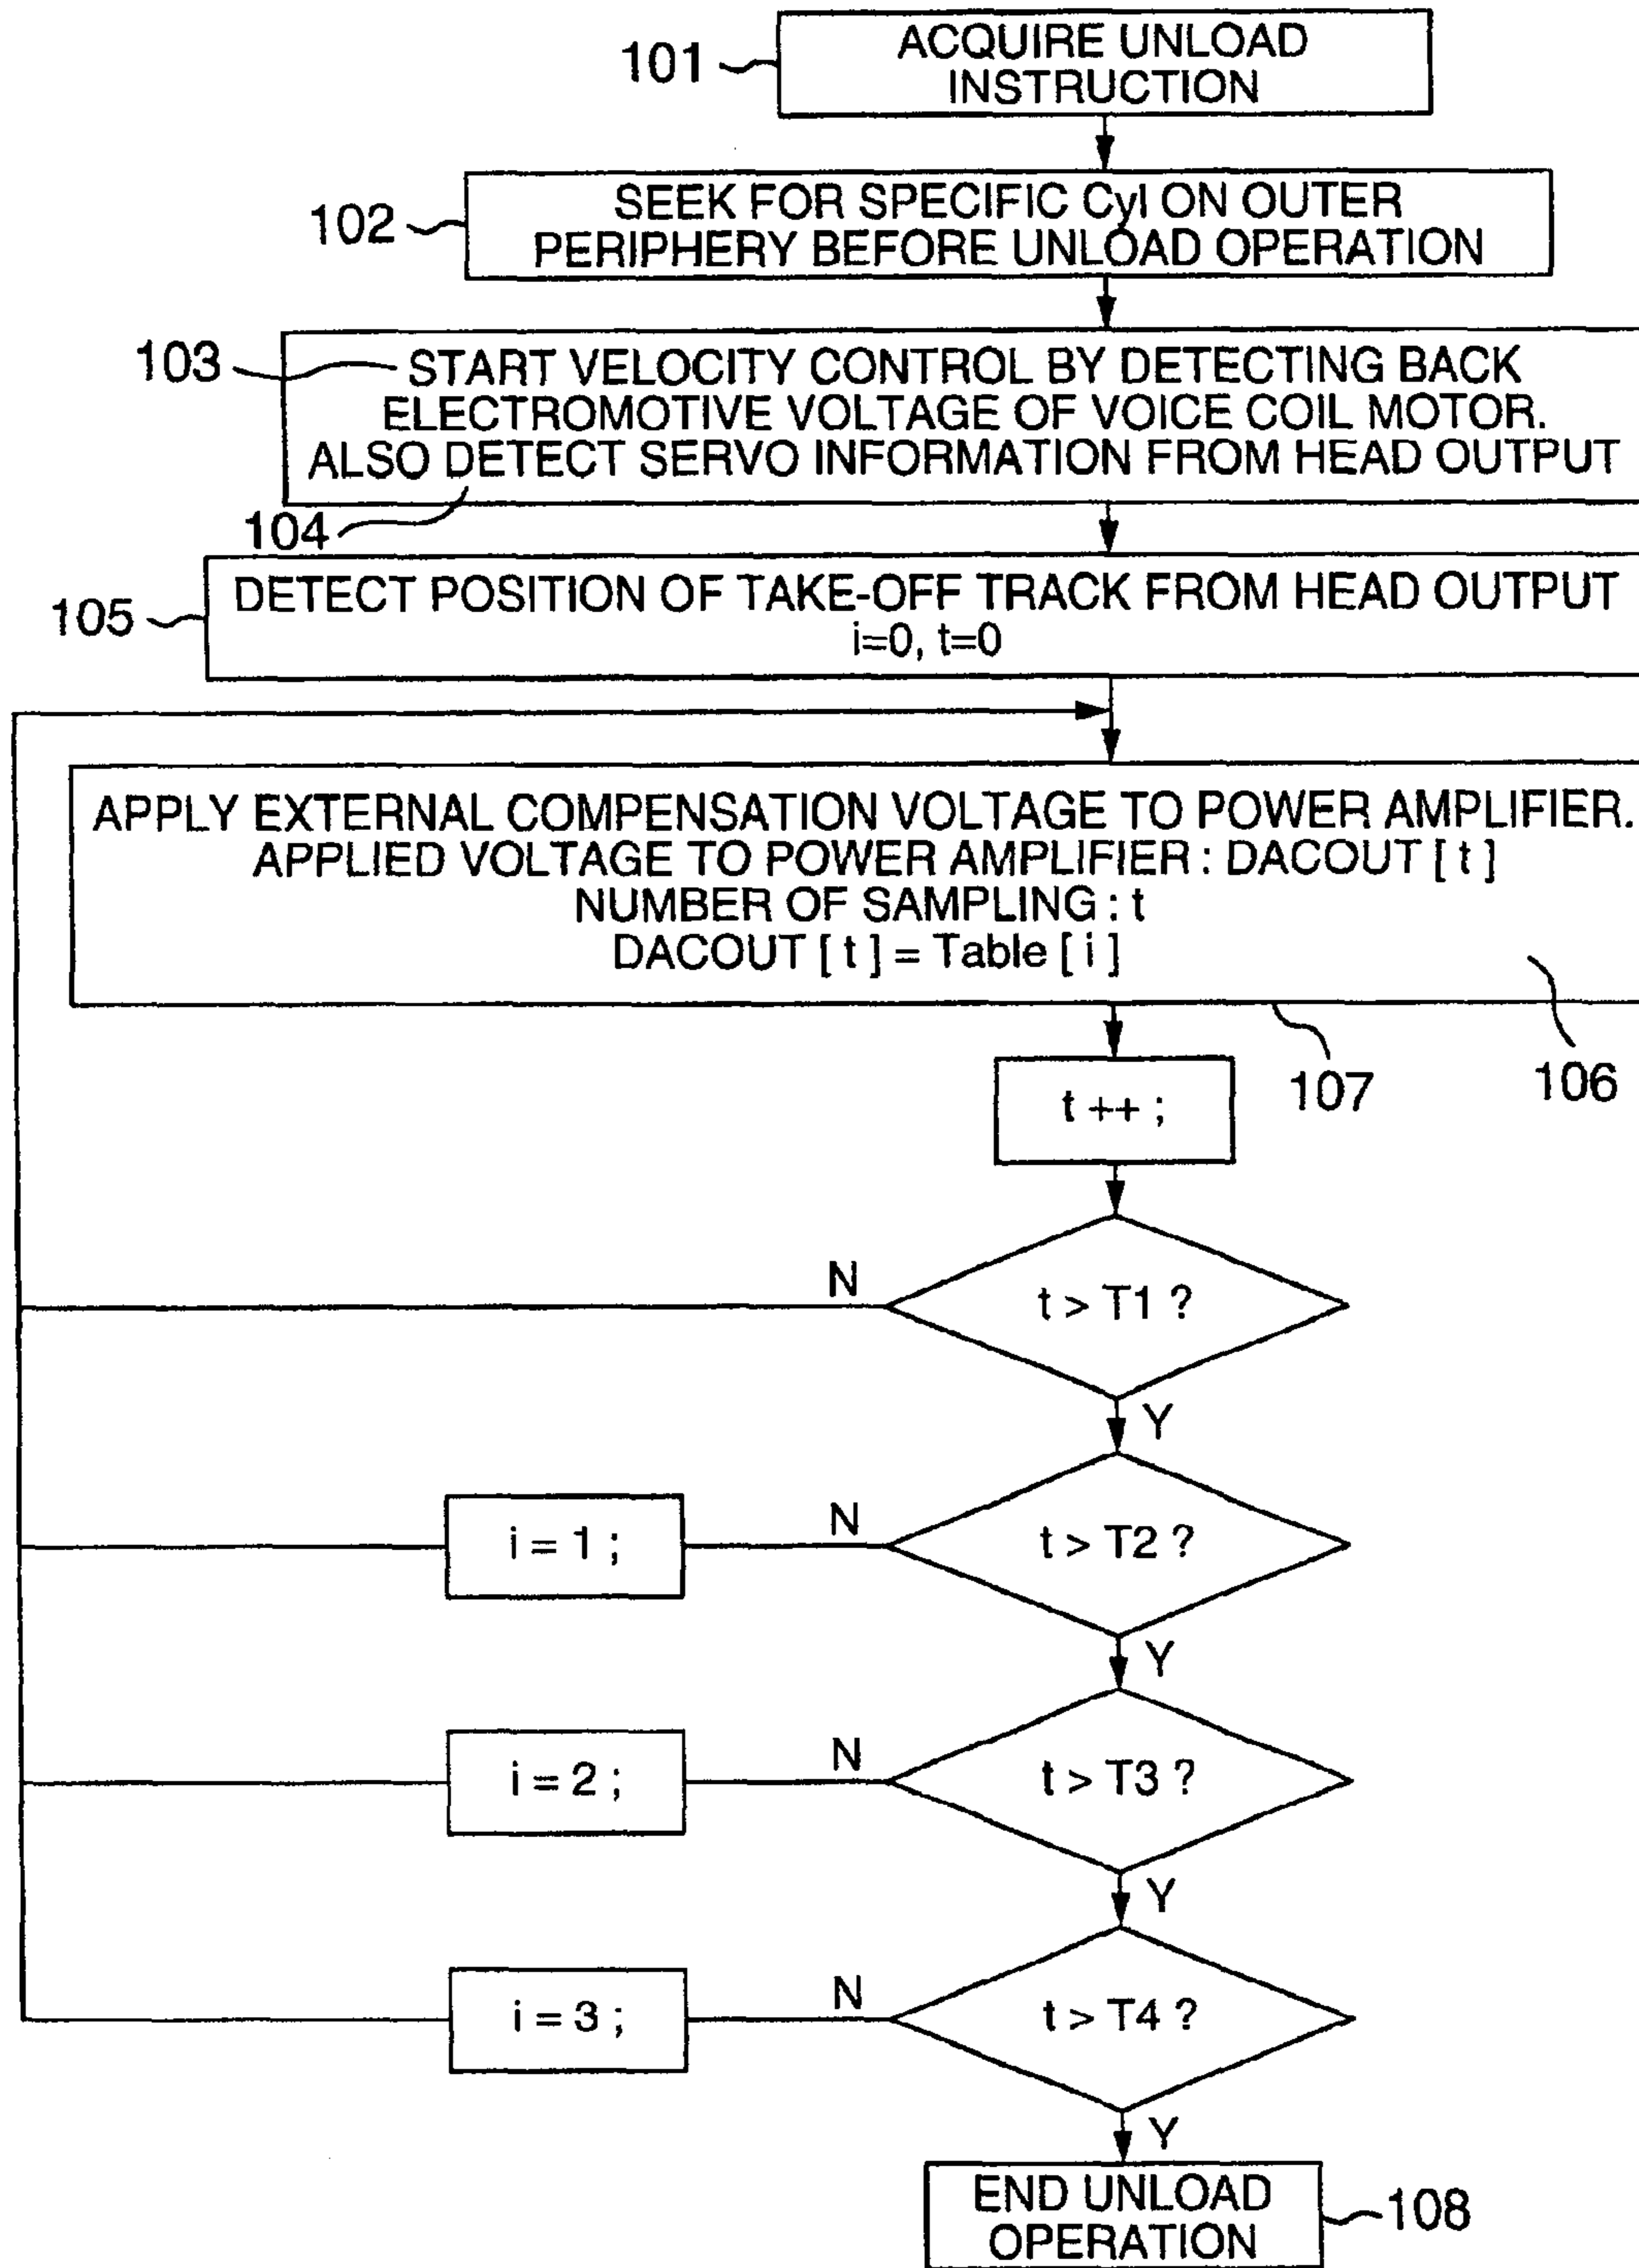 101
ACQUIRE UNLOAD
INSTRUCTION
102
SEEK FOR SPECIFIC Cyl ON OUTER
PERIPHERY BEFORE UNLOAD OPERATION
103
START VELOCITY CONTROL BY DETECTING BACK
ELECTROMOTIVE VOLTAGE OF VOICE COIL MOTOR.
ALSO DETECT SERVO INFORMATION FROM HEAD OUTPUT
104
105
DETECT POSITION OF TAKE-OFF TRACK FROM HEAD OUTPUT
i=0, t=0
APPLY EXTERNAL COMPENSATION VOLTAGE TO POWER AMPLIFIER.
APPLIED VOLTAGE TO POWER AMPLIFIER : DACOUT [ t ]
NUMBER OF SAMPLING : t
DACOUT [ t ] = Table [ i ]
106
107
t ++ ;
N
t > T1 ?
Y
i = 1 ;
N
t > T2 ?
Y
i = 2 ;
N
t > T3 ?
Y
i = 3 ;
N
t > T4 ?
Y
END UNLOAD
OPERATION
108